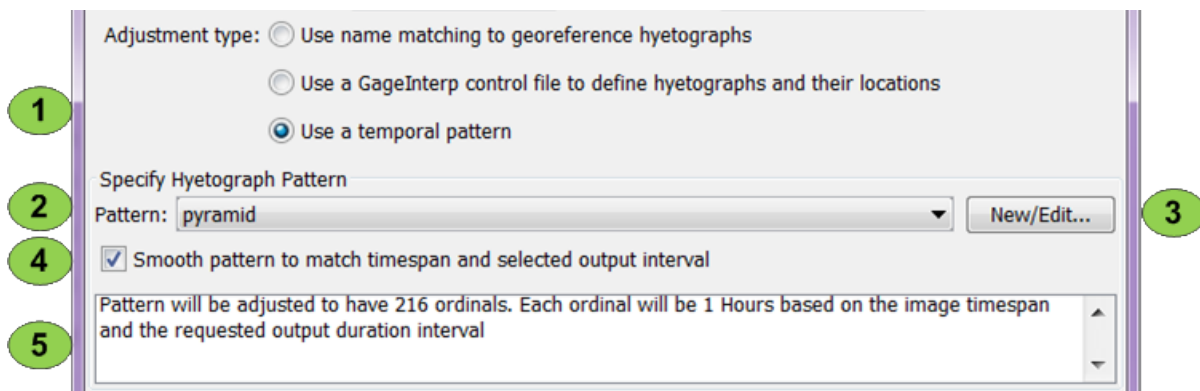 Adjustment type: Use name matching to georeference hyetographs
Use a GageInterp control file to define hyetographs and their locations
1
Use a temporal pattern
Specify Hyetograph Pattern
2 Pattern: pyramid New/Edit... 3
4 Smooth pattern to match timespan and selected output interval
Pattern will be adjusted to have 216 ordinals. Each ordinal will be 1 Hours based on the image timespan
and the requested output duration interval
5